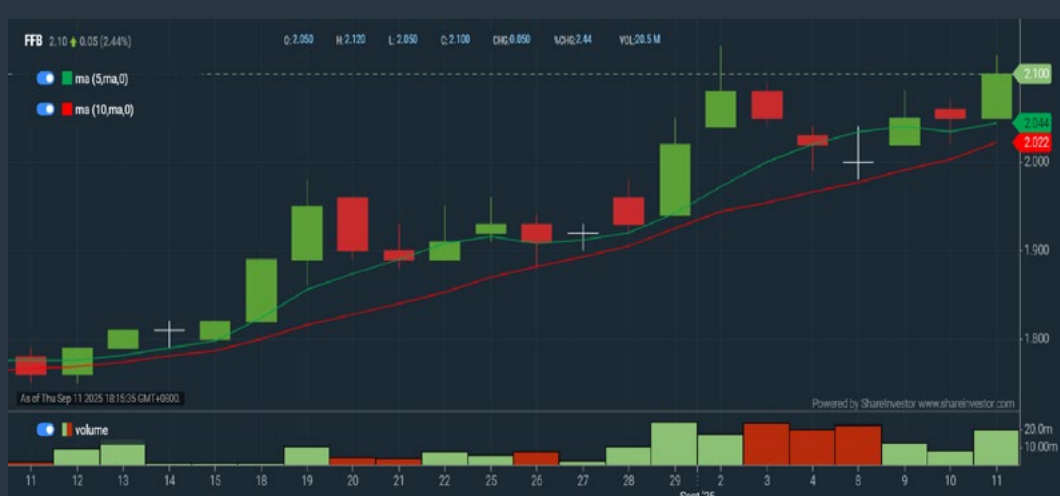 FFB 2.10 0.05 (2.44%) O: 2.050 H: 2.120 L: 2.050 C: 2.100 CHG: 0.050 %CHG: 2.44 VOL: 20.5 M
ma (5,ma,0)
ma (10,ma,0)
2.100
2.044
2.022
2.000
1.900
1.800
As of Thu Sep 11 2025 18:15:35 GMT+0800.
Powered by ShareInvestor www.shareinvestor.com
volume
20.0m
10.00m
11 12 13 14 15 18 19 20 21 22 25 26 27 28 29 2 3 4 8 9 10 11
Sept '25